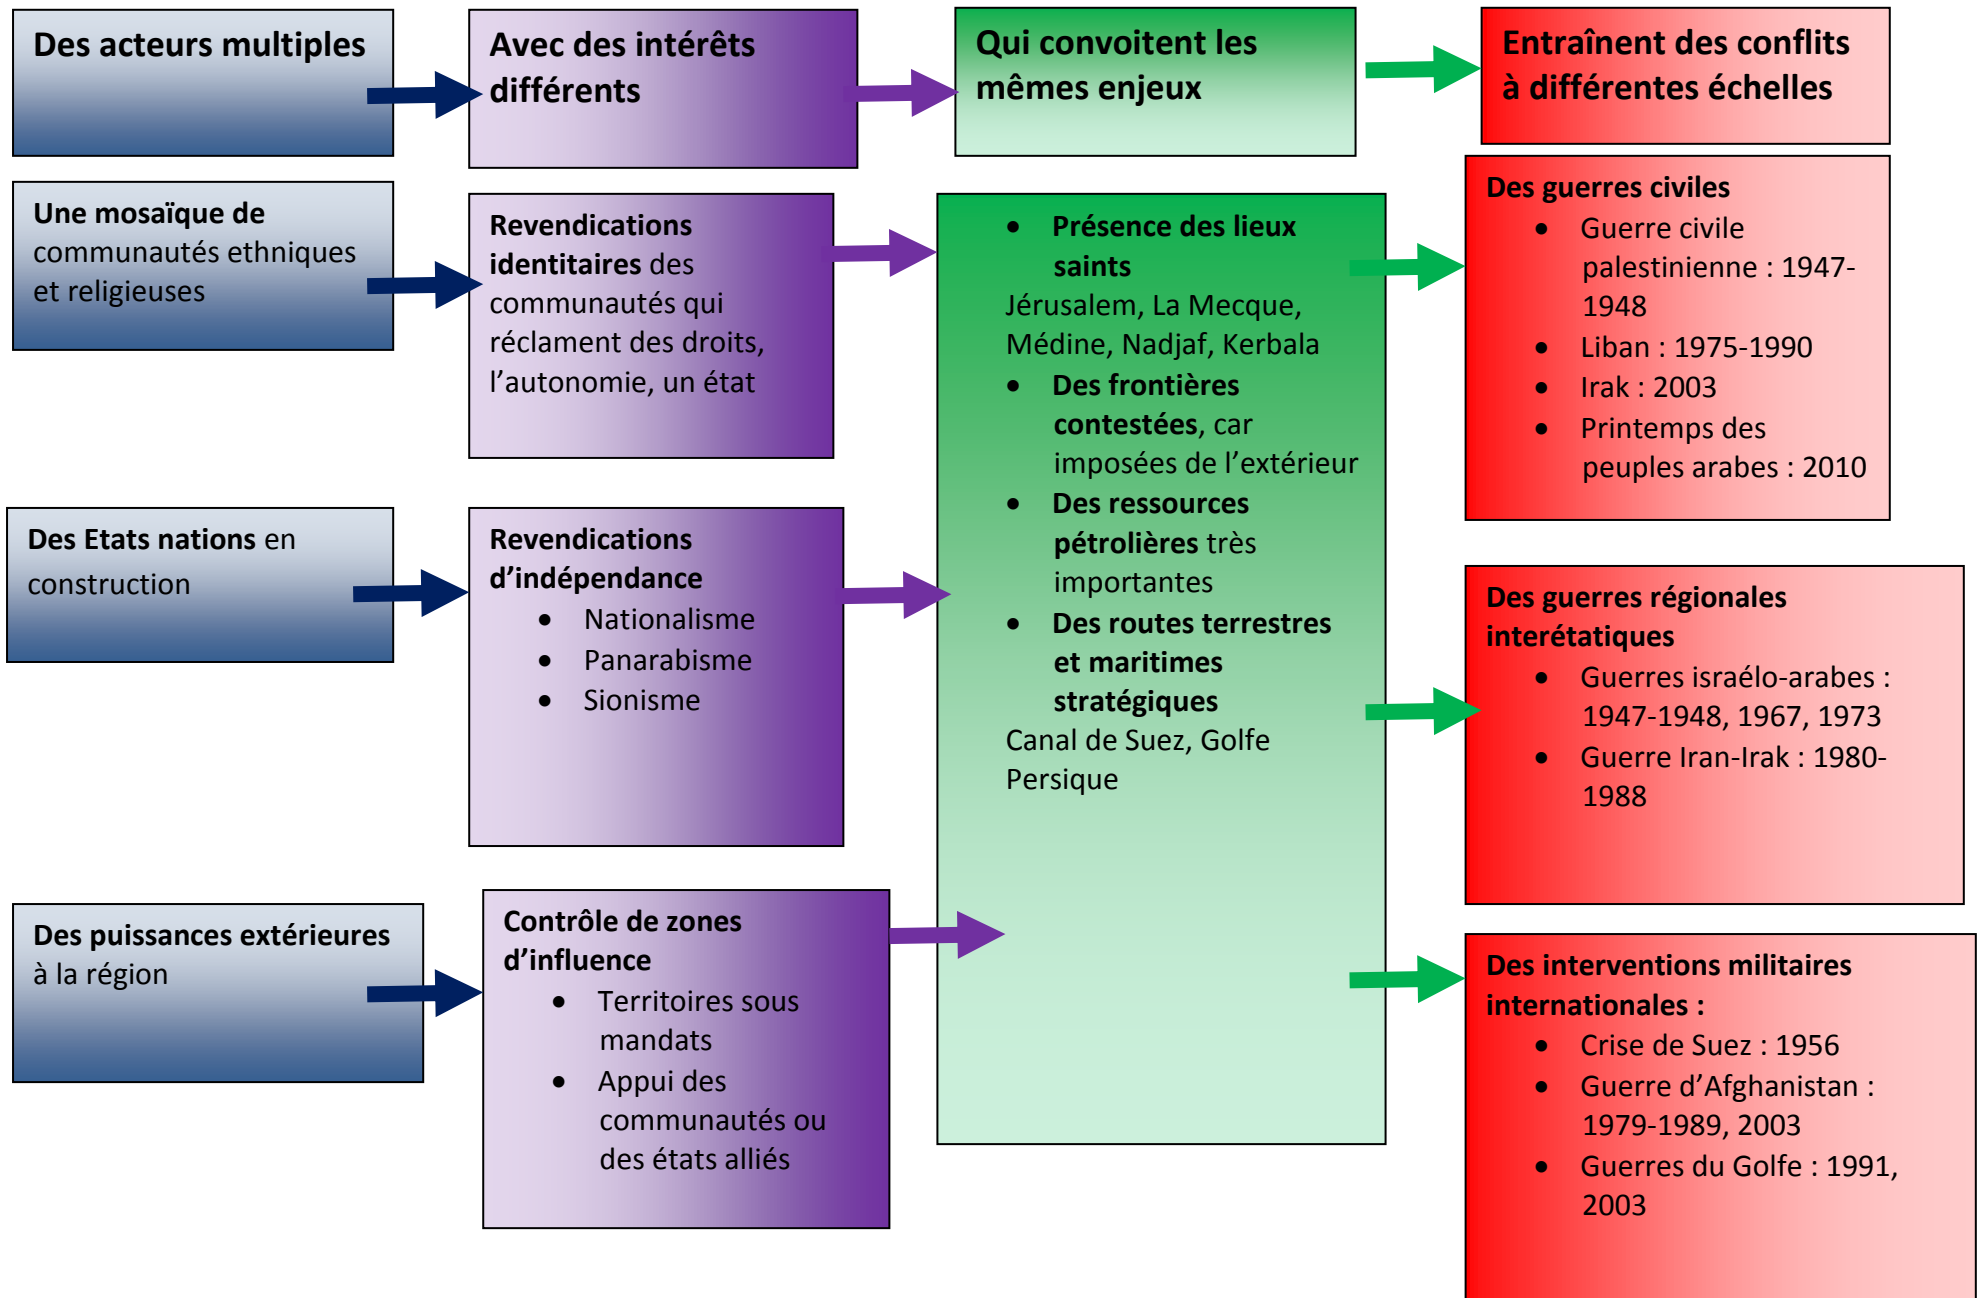 Des acteurs multiples
Avec des intérêts
différents
Qui convoitent les
mêmes enjeux
Entraînent des conflits
à différentes échelles
Une mosaïque de
communautés ethniques
et religieuses
Revendications
identitaires des
communautés qui
réclament des droits,
l’autonomie, un état
• Présence des lieux
saints
Jérusalem, La Mecque,
Médine, Nadjaf, Kerbala
• Des frontières
contestées, car
imposées de l’extérieur
• Des ressources
pétrolières très
importantes
• Des routes terrestres
et maritimes
stratégiques
Canal de Suez, Golfe
Persique
Des guerres civiles
• Guerre civile
palestinienne : 1947-
1948
• Liban : 1975-1990
• Irak : 2003
• Printemps des
peuples arabes : 2010
Des Etats nations en
construction
Revendications
d’indépendance
• Nationalisme
• Panarabisme
• Sionisme
Des guerres régionales
interétatiques
• Guerres israélo-arabes :
1947-1948, 1967, 1973
• Guerre Iran-Irak : 1980-
1988
Des puissances extérieures
à la région
Contrôle de zones
d’influence
• Territoires sous
mandats
• Appui des
communautés ou
des états alliés
Des interventions militaires
internationales :
• Crise de Suez : 1956
• Guerre d’Afghanistan :
1979-1989, 2003
• Guerres du Golfe : 1991,
2003